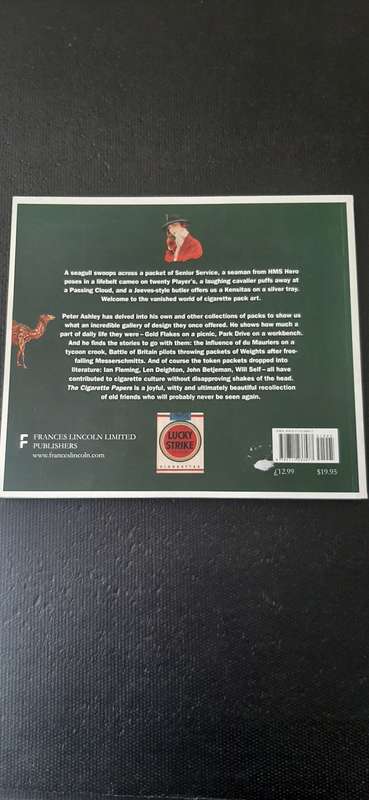 A seagull swoops across a packet of Senior Service, a seaman from HMS Hero
poses in a lifebelt cameo on twenty Player's, a laughing cavalier puffs away at
a Passing Cloud, and a Jeeves-style butler offers us a Kensitas on a silver tray.
Welcome to the vanished world of cigarette pack art.
Peter Ashley has delved into his own and other collections of packs to show us
what an incredible gallery of design they once offered. He shows how much a
part of daily life they were – Gold Flakes on a picnic, Park Drive on a workbench.
And he finds the stories to go with them: the influence of du Mauriers on a
tycoon crook, Battle of Britain pilots throwing packets of Weights after free-
falling Messerschmitts. And of course the token packets dropped into
literature: Ian Fleming, Len Deighton, John Betjeman, Will Self – all have
contributed to cigarette culture without disapproving shakes of the head.
The Cigarette Papers is a joyful, witty and ultimately beautiful recollection
of old friends who will probably never be seen again.
F
FRANCES LINCOLN LIMITED
PUBLISHERS
www.franceslincoln.com
LUCKY
STRIKE
CIGARETTES
£12.99
$19.95